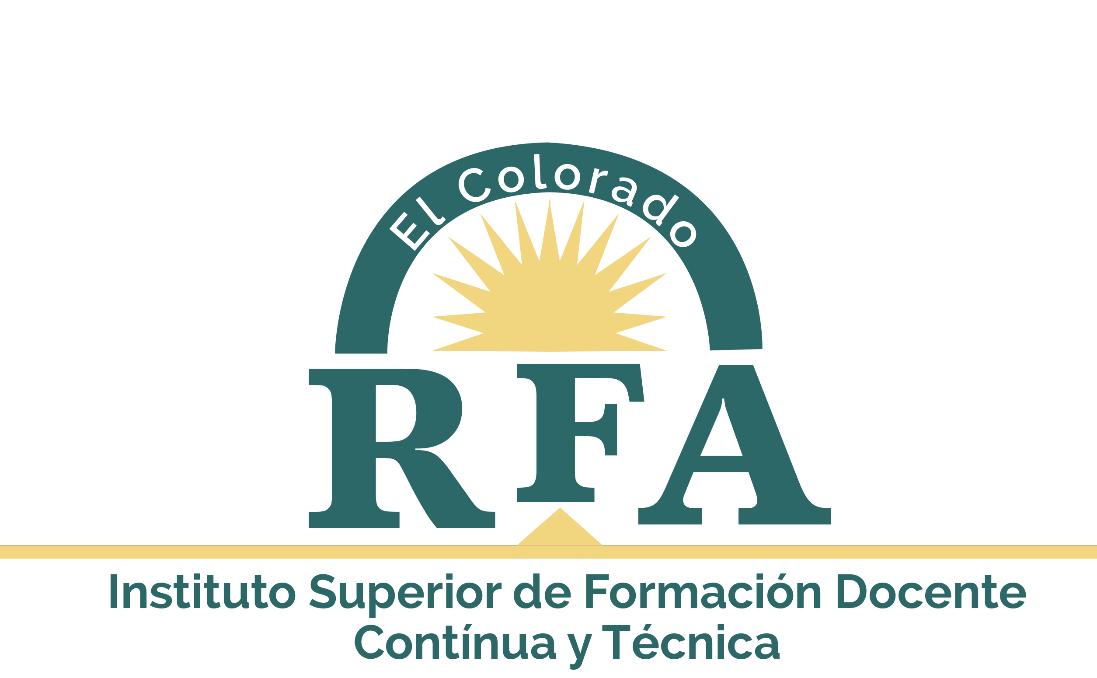 El Colorado
RFA
Instituto Superior de Formación Docente
Contínua y Técnica